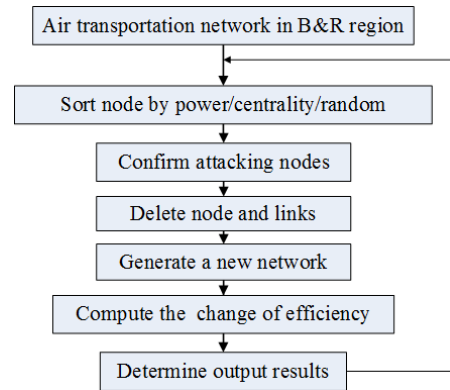 Air transportation network in B&R region
Sort node by power/centrality/random
Confirm attacking nodes
Delete node and links
Generate a new network
Compute the change of efficiency
Determine output results